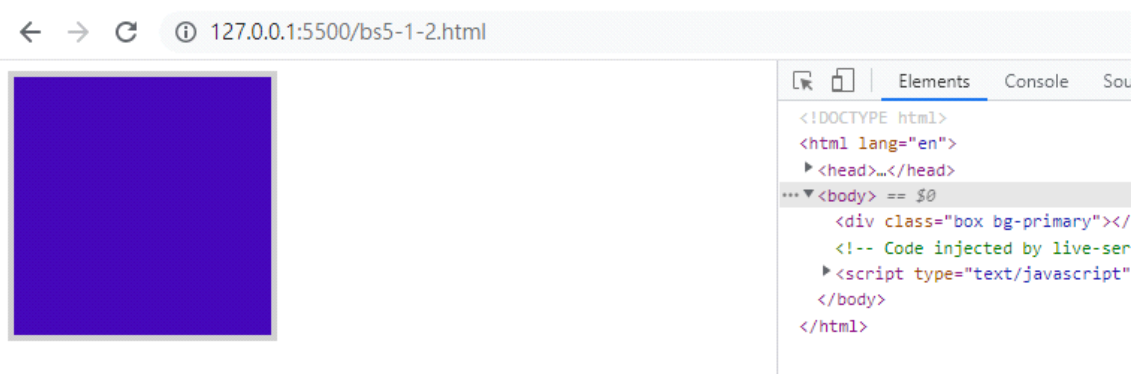 127.0.0.1:5500/bs5-1-2.html
Elements Console Sou
<!DOCTYPE html>
<html lang="en">
<head>…</head>
<body> == $0
<div class="box bg-primary"></
<!-- Code injected by live-ser
<script type="text/javascript"
</body>
</html>